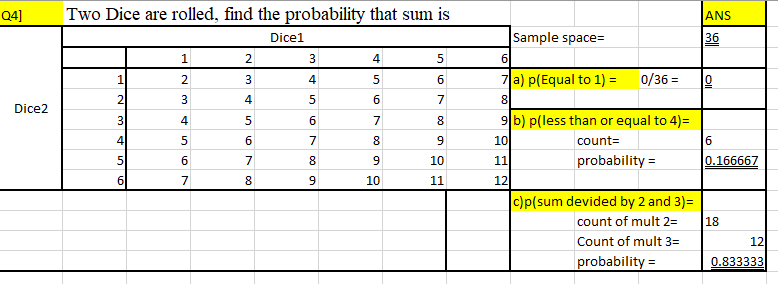 Q4] Two Dice are rolled, find the probability that sum is ANS
Dice1 Sample space= 36
1 2 3 4 5 6
1 2 3 4 5 6 7 a) p(Equal to 1) = 0/36 = 0
2 3 4 5 6 7 8
Dice2
3 4 5 6 7 8 9 b) p(less than or equal to 4)=
4 5 6 7 8 9 10 count= 6
5 6 7 8 9 10 11 probability = 0.166667
6 7 8 9 10 11 12
c)p(sum devided by 2 and 3)=
count of mult 2= 18
Count of mult 3= 12
probability = 0.833333